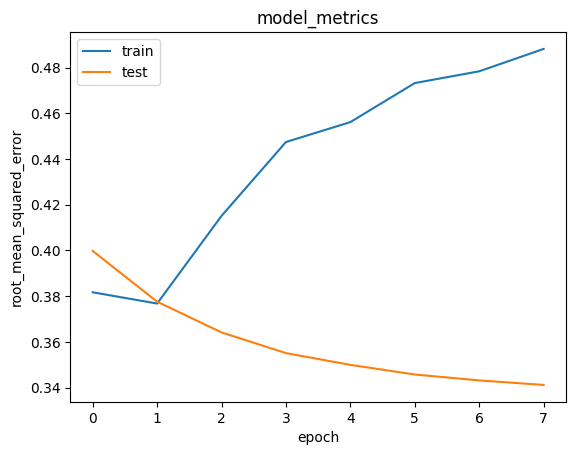 model_metrics
train
test
root_mean_squared_error
0.48
0.46
0.44
0.42
0.40
0.38
0.36
0.34
0 1 2 3 4 5 6 7
epoch